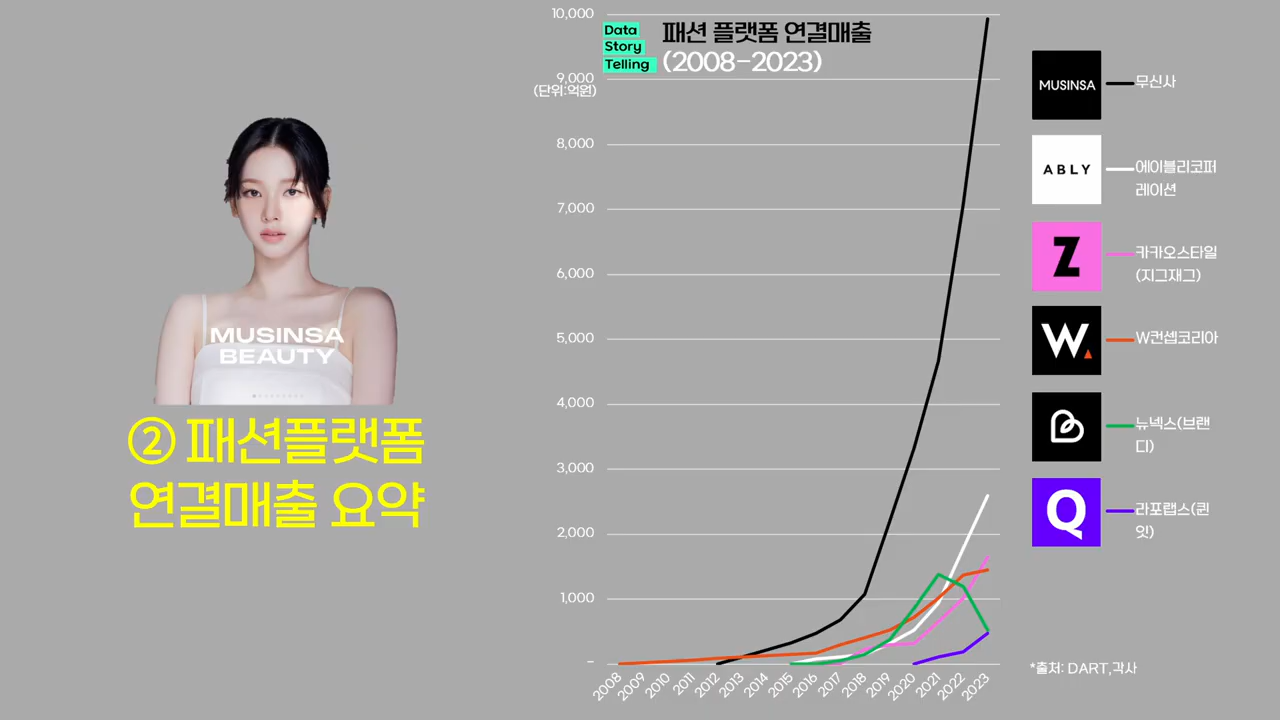 MUSINSA
BEAUTY
② 패션플랫폼
연결매출 요약
Data
Story
Telling
패션 플랫폼 연결매출
(2008-2023)
(단위:억원)
10,000
9,000
8,000
7,000
6,000
5,000
4,000
3,000
2,000
1,000
–
2008
2009
2010
2011
2012
2013
2014
2015
2016
2017
2018
2019
2020
2021
2022
2023
MUSINSA
무신사
ABLY
에이블리코퍼
레이션
Z
카카오스타일
(지그재그)
W.
W컨셉코리아
뉴넥스(브랜
디)
Q
라포랩스(퀸
잇)
*출처: DART,각사